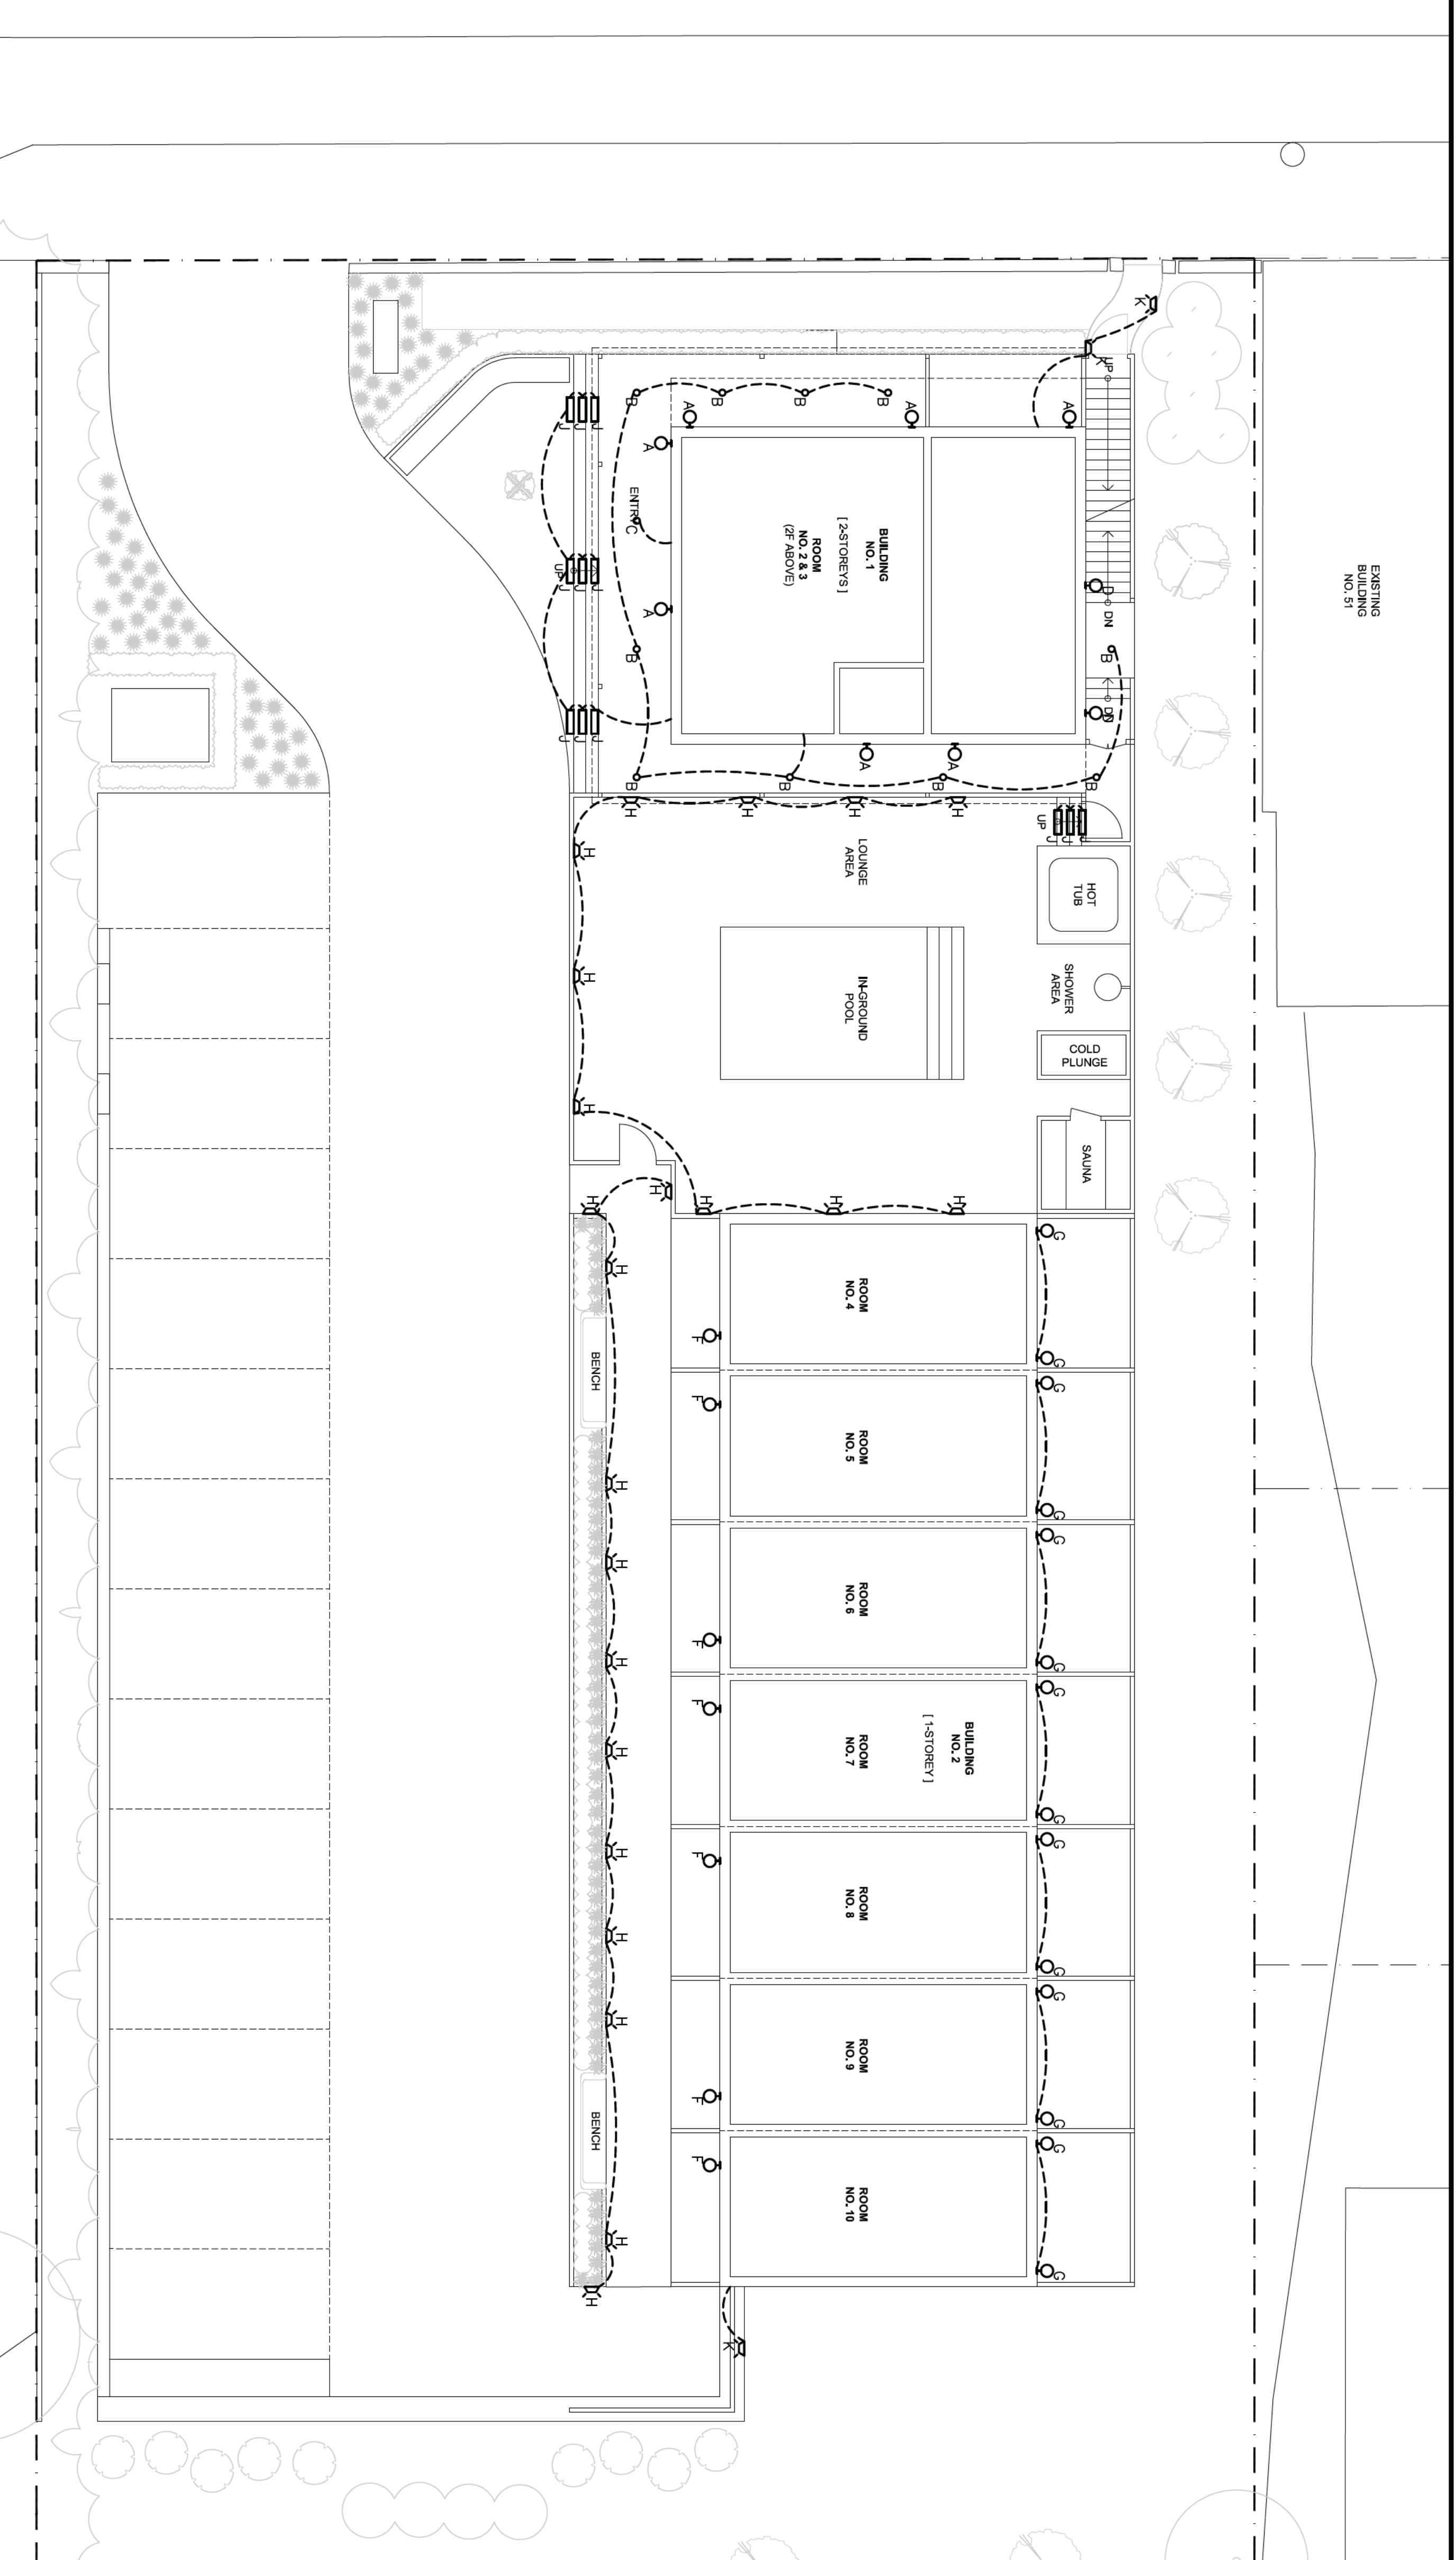 K
K
UP
EXISTING
BUILDING
NO. 51
B
B
B
B
A
A
A
A
J
J
J
J
J
J
J
J
J
UP
ENTRY
C
BUILDING
NO. 1
[ 2-STOREYS ]
ROOM
NO. 2 & 3
(2F ABOVE)
A
D
DN
B
B
DN
D
A
A
B
B
B
B
H
H
H
H
UP
J
J
J
H
LOUNGE
AREA
HOT
TUB
H
IN-GROUND
POOL
SHOWER
AREA
COLD
PLUNGE
H
SAUNA
H
H
H
H
H
G
H
ROOM
NO. 4
F
G
BENCH
G
F
ROOM
NO. 5
H
G
G
H
ROOM
NO. 6
F
H
G
G
F
BUILDING
NO. 2
[ 1-STOREY ]
ROOM
NO. 7
H
G
G
H
F
ROOM
NO. 8
H
G
G
H
ROOM
NO. 9
F
G
BENCH
G
F
ROOM
NO. 10
H
G
H
K